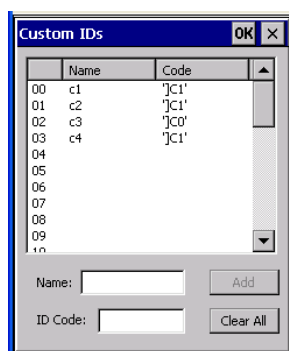 Custom IDs OK ×
Name Code
00 c1 ']C1'
01 c2 ']C1'
02 c3 ']C0'
03 c4 ']C1'
04
05
06
07
08
09
10
Name: Add
ID Code: Clear All